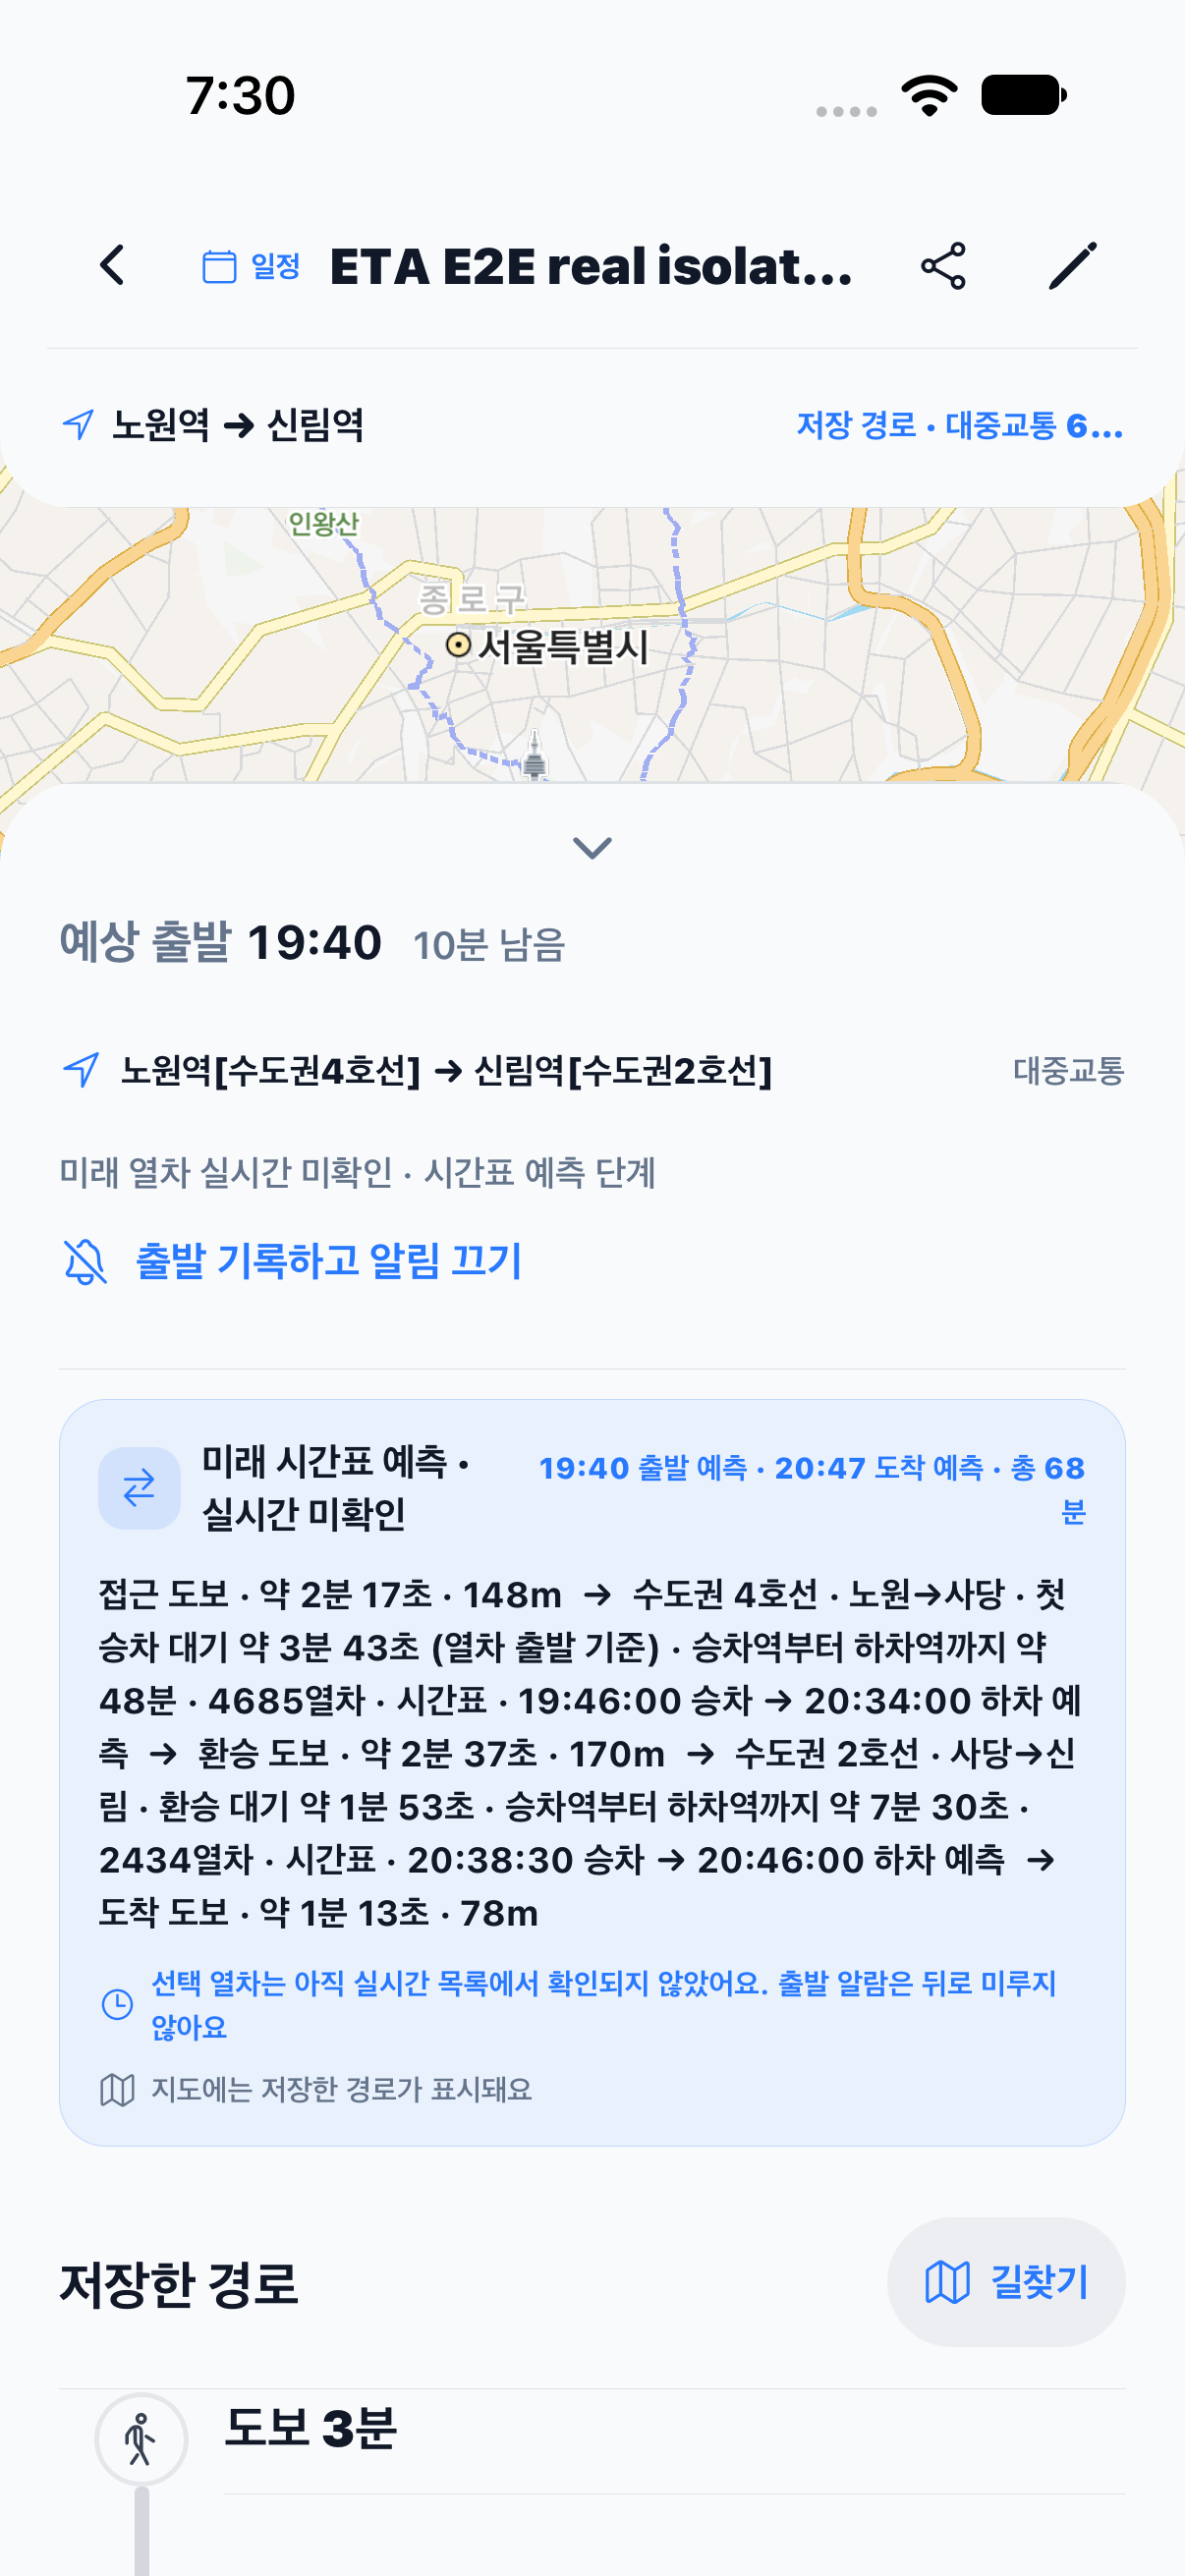 7:30
일정 ETA E2E real isolat...
노원역 → 신림역 저장 경로 · 대중교통 6...
인왕산
종로구
서울특별시
예상 출발 19:40 10분 남음
노원역[수도권4호선] → 신림역[수도권2호선] 대중교통
미래 열차 실시간 미확인 · 시간표 예측 단계
출발 기록하고 알림 끄기
미래 시간표 예측 ·
실시간 미확인
19:40 출발 예측 · 20:47 도착 예측 · 총 68
분
접근 도보 · 약 2분 17초 · 148m → 수도권 4호선 · 노원→사당 · 첫
승차 대기 약 3분 43초 (열차 출발 기준) · 승차역부터 하차역까지 약
48분 · 4685열차 · 시간표 · 19:46:00 승차 → 20:34:00 하차 예
측 → 환승 도보 · 약 2분 37초 · 170m → 수도권 2호선 · 사당→신
림 · 환승 대기 약 1분 53초 · 승차역부터 하차역까지 약 7분 30초 ·
2434열차 · 시간표 · 20:38:30 승차 → 20:46:00 하차 예측 →
도착 도보 · 약 1분 13초 · 78m
선택 열차는 아직 실시간 목록에서 확인되지 않았어요. 출발 알람은 뒤로 미루지
않아요
지도에는 저장한 경로가 표시돼요
저장한 경로 길찾기
도보 3분